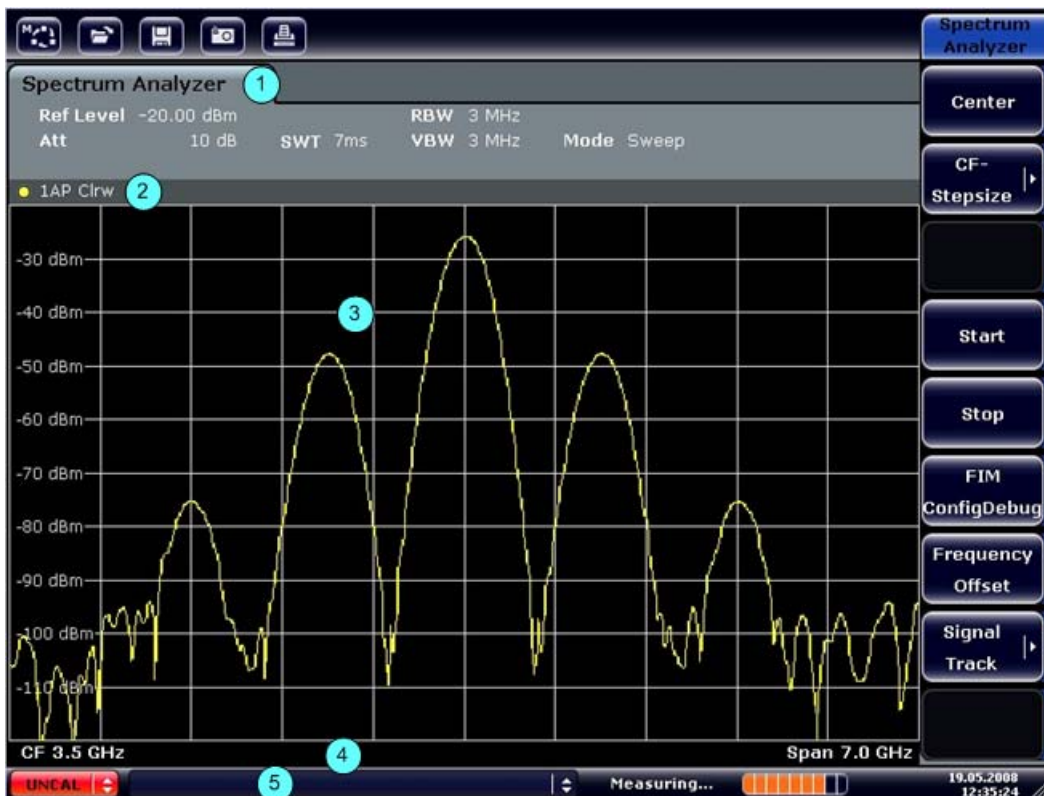 M
Spectrum Analyzer
Spectrum Analyzer 1
Ref Level -20.00 dBm RBW 3 MHz
Att 10 dB SWT 7ms VBW 3 MHz Mode Sweep
1AP Clrw 2
-30 dBm
-40 dBm
3
-50 dBm
-60 dBm
-70 dBm
-80 dBm
-90 dBm
-100 dBm
-110 dBm
CF 3.5 GHz Span 7.0 GHz
4
UNCAL 5 Measuring... 19.05.2008
12:35:24
Center
CF-
Stepsize
Start
Stop
FIM
ConfigDebug
Frequency
Offset
Signal
Track